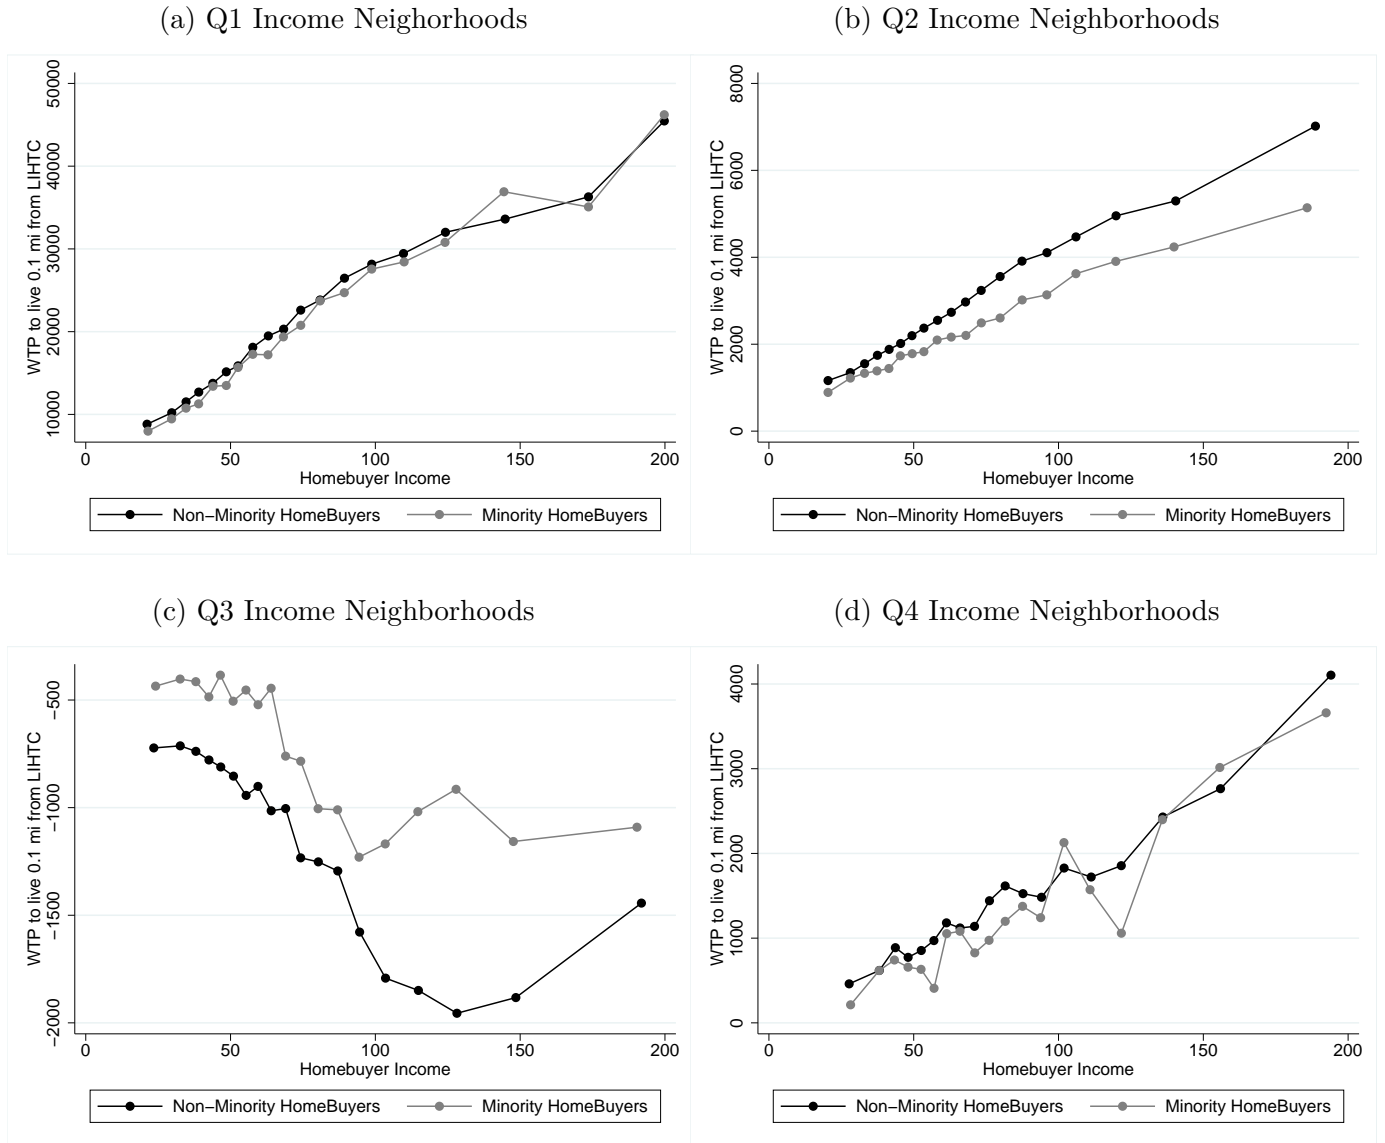 (a) Q1 Income Neighorhoods
50000
40000
30000
20000
10000
WTP to live 0.1 mi from LIHTC
0 50 100 150 200
Homebuyer Income
Non−Minority HomeBuyers Minority HomeBuyers
(b) Q2 Income Neighborhoods
8000
6000
4000
2000
0
WTP to live 0.1 mi from LIHTC
0 50 100 150 200
Homebuyer Income
Non−Minority HomeBuyers Minority HomeBuyers
(c) Q3 Income Neighborhoods
−500
−1000
−1500
−2000
WTP to live 0.1 mi from LIHTC
0 50 100 150 200
Homebuyer Income
Non−Minority HomeBuyers Minority HomeBuyers
(d) Q4 Income Neighborhoods
4000
3000
2000
1000
0
WTP to live 0.1 mi from LIHTC
0 50 100 150 200
Homebuyer Income
Non−Minority HomeBuyers Minority HomeBuyers